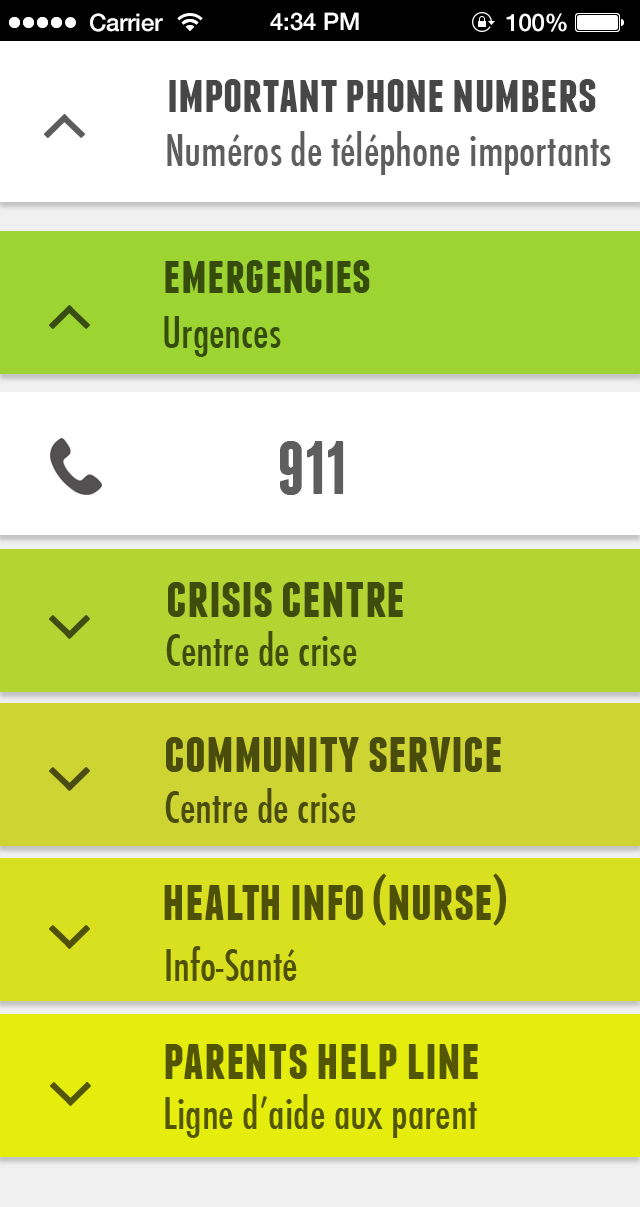 Carrier 4:34 PM 100%
IMPORTANT PHONE NUMBERS
Numéros de téléphone importants
EMERGENCIES
Urgences
911
CRISIS CENTRE
Centre de crise
COMMUNITY SERVICE
Centre de crise
HEALTH INFO (NURSE)
Info-Santé
PARENTS HELP LINE
Ligne d'aide aux parent